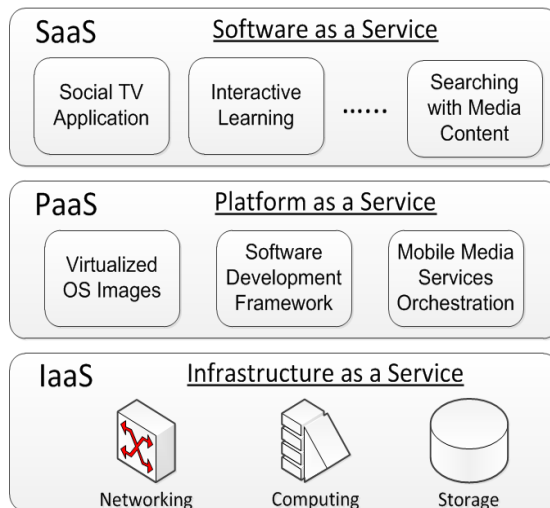 SaaS Software as a Service
Social TV
Application
Interactive
Learning
......
Searching
with Media
Content
PaaS Platform as a Service
Virtualized
OS Images
Software
Development
Framework
Mobile Media
Services
Orchestration
IaaS Infrastructure as a Service
Networking
Computing
Storage